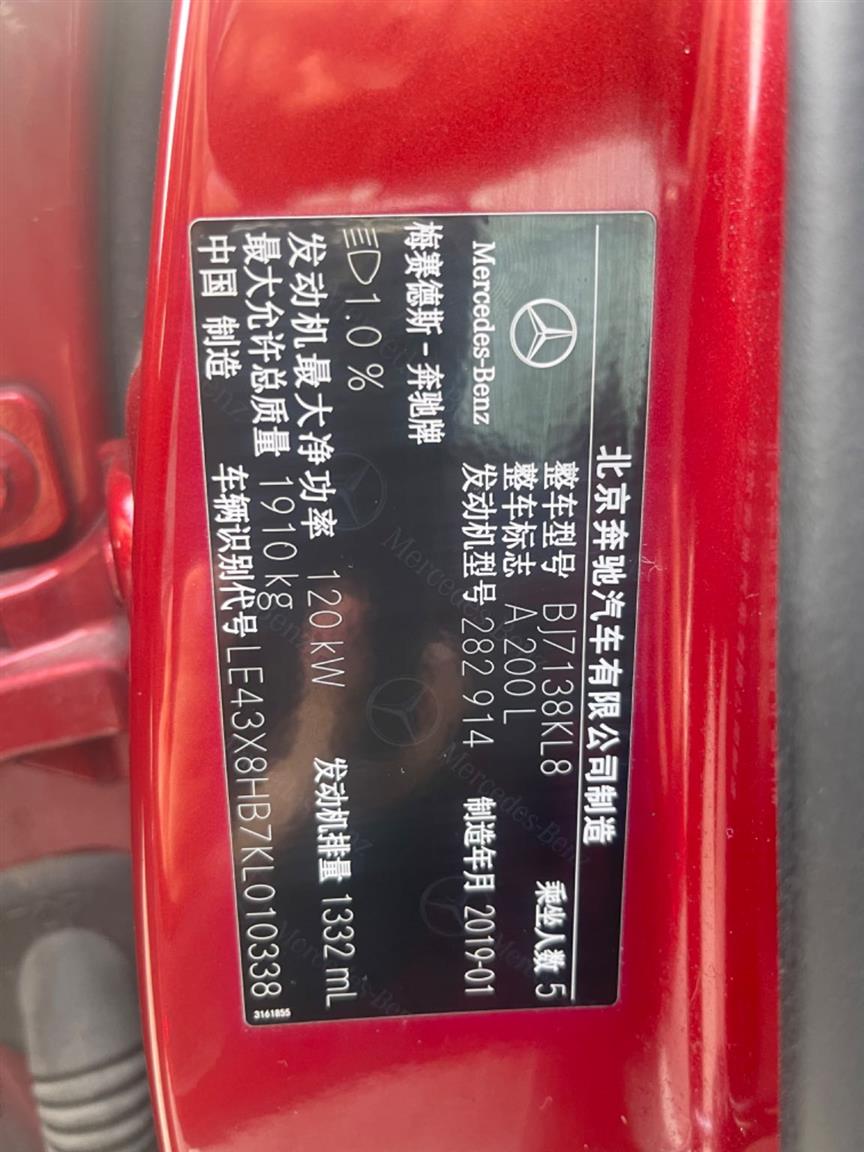 北京奔驰汽车有限公司制造
Mercedes-Benz
整车型号 BJ7138KL8
整车标志 A 200 L 乘坐人数 5
发动机型号 282 914 制造年月 2019-01
梅赛德斯-奔驰牌
1.0 %
发动机最大净功率 120 kW 发动机排量 1332 mL
最大允许总质量 1910 kg
中国 制造 车辆识别代号 LE43X8HB7KL010338
3161855